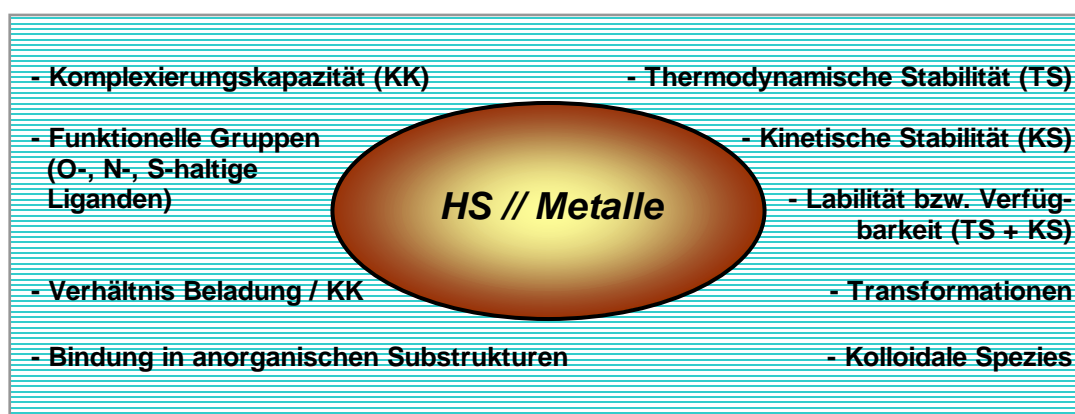 - Komplexierungskapazität (KK)
- Funktionelle Gruppen
(O-, N-, S-haltige
Liganden)
- Verhältnis Beladung / KK
- Bindung in anorganischen Substrukturen
HS // Metalle
- Thermodynamische Stabilität (TS)
- Kinetische Stabilität (KS)
- Labilität bzw. Verfüg-
barkeit (TS + KS)
- Transformationen
- Kolloidale Spezies